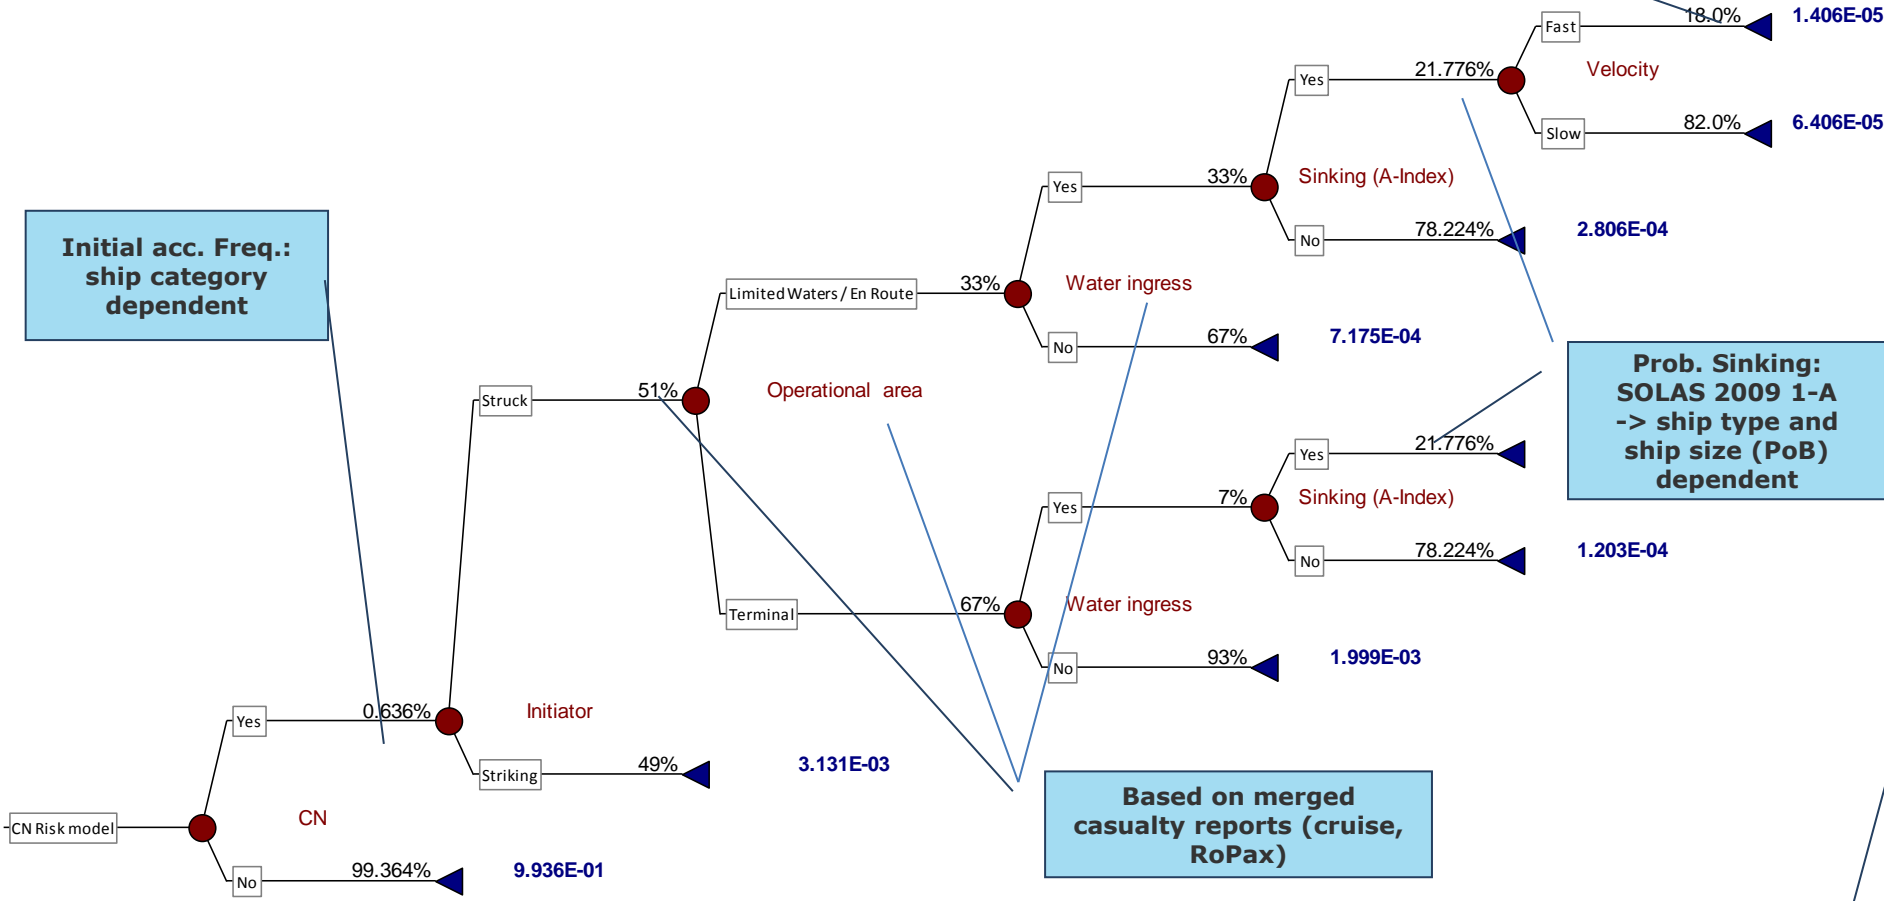 Fast
18.0%
1.406E-05
Yes
21.776%
Velocity
Slow
82.0%
6.406E-05
Yes
33%
Sinking (A-Index)
No
78.224%
2.806E-04
Initial acc. Freq.:
ship category
dependent
Limited Waters / En Route
33%
Water ingress
No
67%
7.175E-04
Struck
51%
Operational area
Prob. Sinking:
SOLAS 2009 1-A
-> ship type and
ship size (PoB)
dependent
Yes
21.776%
Yes
7%
Sinking (A-Index)
No
78.224%
1.203E-04
Terminal
67%
Water ingress
No
93%
1.999E-03
Yes
0.636%
Initiator
Striking
49%
3.131E-03
Based on merged
casualty reports (cruise,
RoPax)
CN Risk model
CN
No
99.364%
9.936E-01